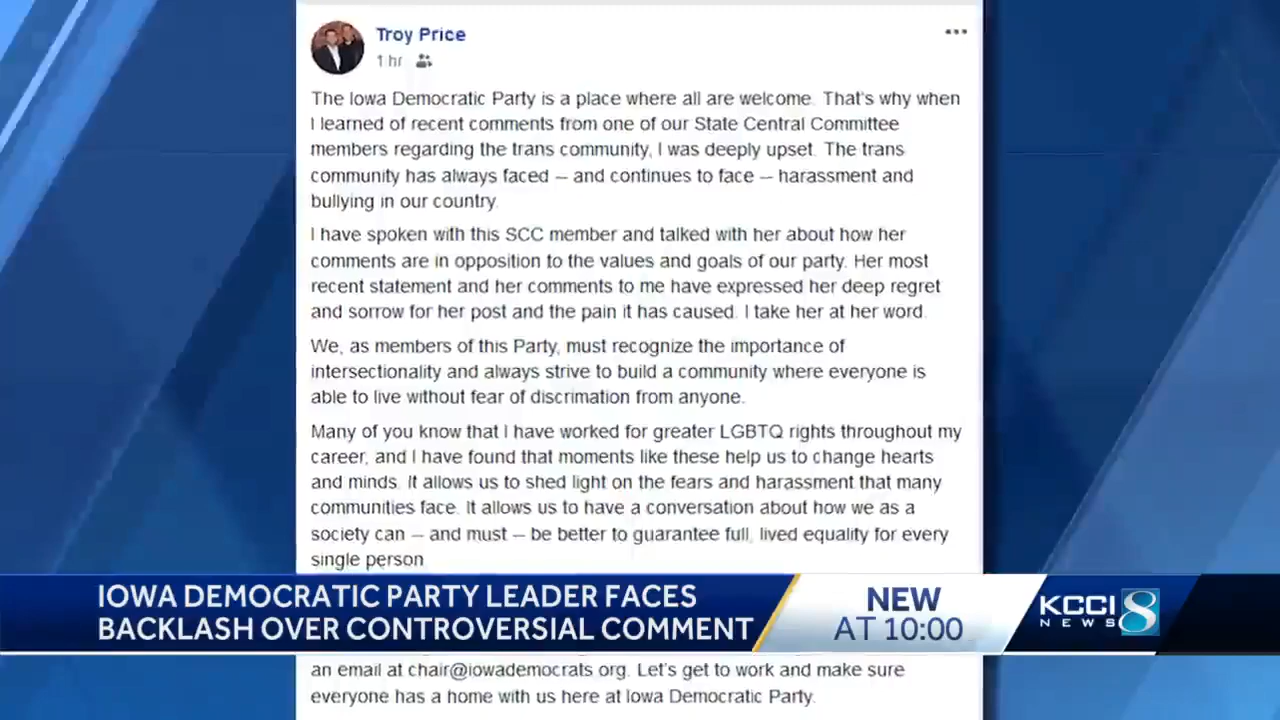 Troy Price
1 hr
The Iowa Democratic Party is a place where all are welcome. That's why when
I learned of recent comments from one of our State Central Committee
members regarding the trans community, I was deeply upset. The trans
community has always faced – and continues to face – harassment and
bullying in our country.
I have spoken with this SCC member and talked with her about how her
comments are in opposition to the values and goals of our party. Her most
recent statement and her comments to me have expressed her deep regret
and sorrow for her post and the pain it has caused. I take her at her word.
We, as members of this Party, must recognize the importance of
intersectionality and always strive to build a community where everyone is
able to live without fear of discrimation from anyone.
Many of you know that I have worked for greater LGBTQ rights throughout my
career, and I have found that moments like these help us to change hearts
and minds. It allows us to shed light on the fears and harassment that many
communities face. It allows us to have a conversation about how we as a
society can – and must – be better to guarantee full, lived equality for every
single person
IOWA DEMOCRATIC PARTY LEADER FACES
BACKLASH OVER CONTROVERSIAL COMMENT
NEW
AT 10:00
KCCI 8
NEWS
an email at chair@iowademocrats.org. Let's get to work and make sure
everyone has a home with us here at Iowa Democratic Party.